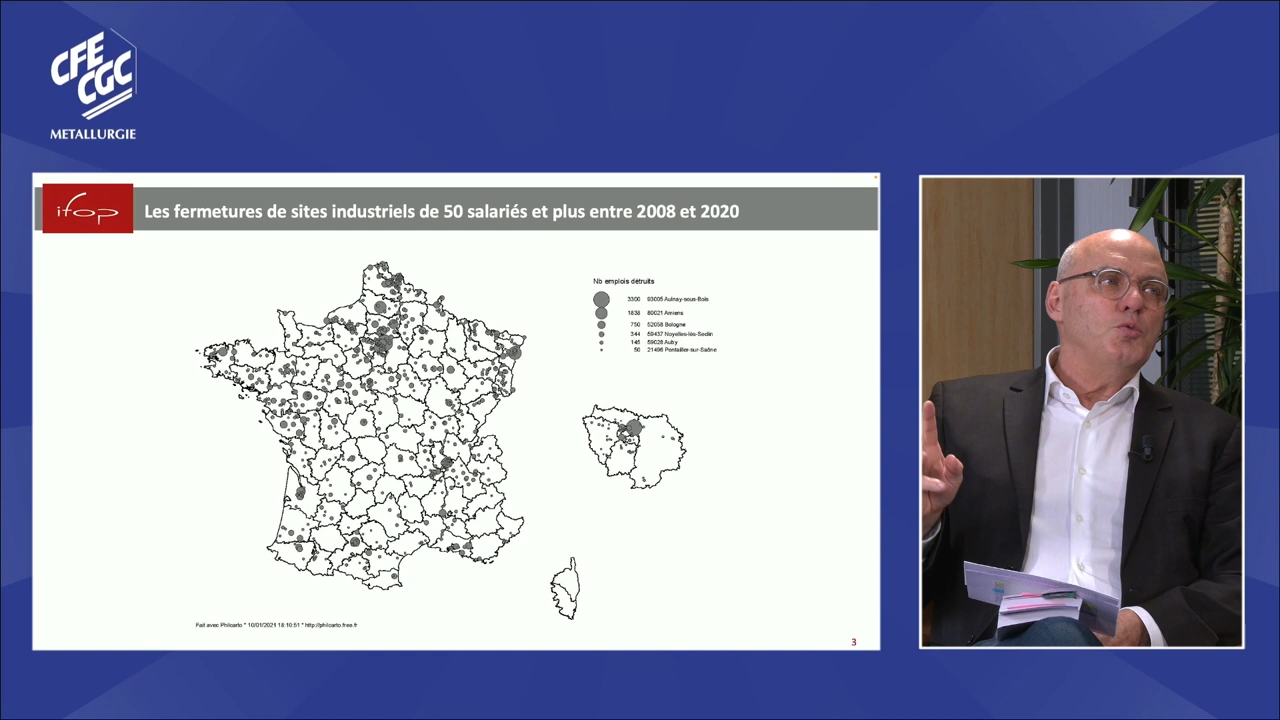 CFE
CGC
METALLURGIE
ifop
Les fermetures de sites industriels de 50 salariés et plus entre 2008 et 2020
Nb emplois détruits
3300 93005 Aulnay-sous-Bois
1838 80021 Amiens
750 52058 Bologne
344 59437 Noyelles-lès-Seclin
145 59028 Auby
50 21496 Pontailler-sur-Saône
Fait avec Philcarto * 10/01/2021 18:10:51 * http://philcarto.free.fr
3